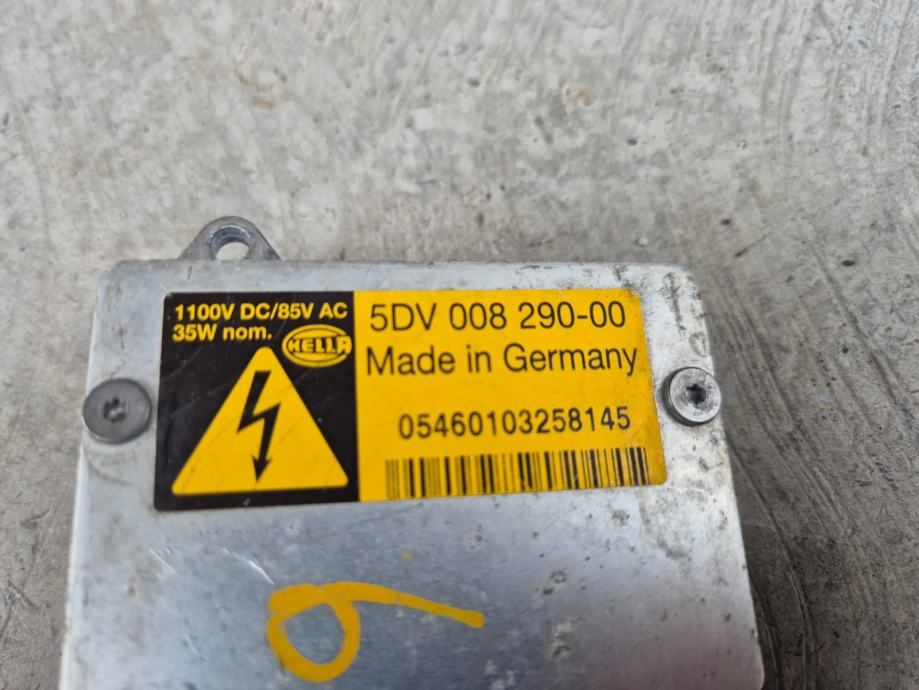 1100V DC/85V AC
35W nom.
HELLA
5DV 008 290-00
Made in Germany
05460103258145